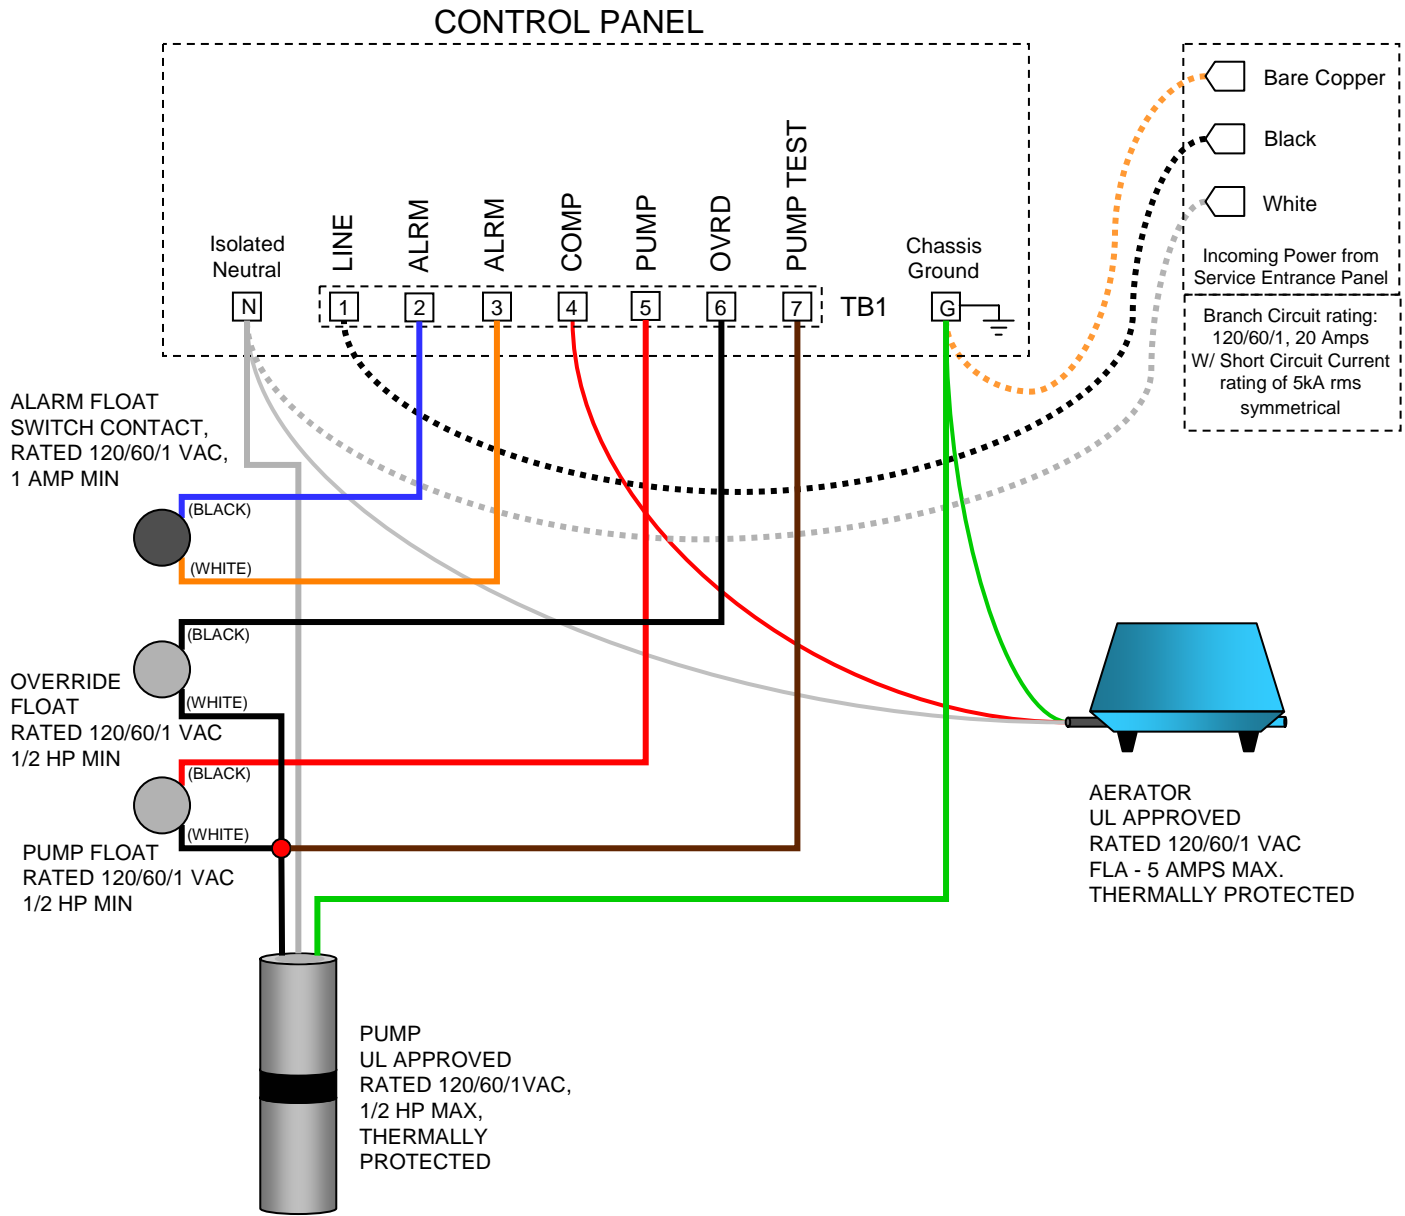 CONTROL PANEL
Bare Copper
Black
White
Incoming Power from
Service Entrance Panel
Branch Circuit rating:
120/60/1, 20 Amps
W/ Short Circuit Current
rating of 5kA rms
symmetrical
Isolated
Neutral
LINE
ALRM
ALRM
COMP
PUMP
OVRD
PUMP TEST
Chassis
Ground
N
1
2
3
4
5
6
7
TB1
G
ALARM FLOAT
SWITCH CONTACT,
RATED 120/60/1 VAC,
1 AMP MIN
(BLACK)
(WHITE)
(BLACK)
(WHITE)
OVERRIDE
FLOAT
RATED 120/60/1 VAC
1/2 HP MIN
(BLACK)
(WHITE)
PUMP FLOAT
RATED 120/60/1 VAC
1/2 HP MIN
AERATOR
UL APPROVED
RATED 120/60/1 VAC
FLA - 5 AMPS MAX.
THERMALLY PROTECTED
PUMP
UL APPROVED
RATED 120/60/1VAC,
1/2 HP MAX,
THERMALLY
PROTECTED